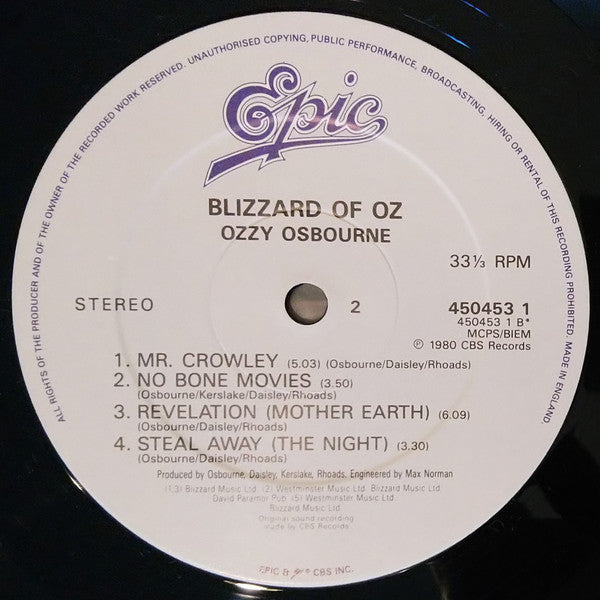 ALL RIGHTS OF THE PRODUCER AND OF THE OWNER OF THE RECORDED WORK RESERVED. UNAUTHORISED COPYING, PUBLIC PERFORMANCE, BROADCASTING, HIRING OR RENTAL OF THIS RECORDING PROHIBITED. MADE IN ENGLAND.
Epic
BLIZZARD OF OZ
OZZY OSBOURNE
33⅓ RPM
STEREO
2
450453 1
450453 1 B*
MCPS/BIEM
℗ 1980 CBS Records
1. MR. CROWLEY (5.03) (Osbourne/Daisley/Rhoads)
2. NO BONE MOVIES (3.50)
(Osbourne/Kerslake/Daisley/Rhoads)
3. REVELATION (MOTHER EARTH) (6.09)
(Osbourne/Daisley/Rhoads)
4. STEAL AWAY (THE NIGHT) (3.30)
(Osbourne/Daisley/Rhoads)
Produced by Osbourne, Daisley, Kerslake, Rhoads. Engineered by Max Norman
(1,3) Blizzard Music Ltd. (2) Westminster Music Ltd. Blizzard Music Ltd.
David Paramor Pub. (5) Westminster Music Ltd.
Blizzard Music Ltd
Original sound recording
made by CBS Records
EPIC & CBS INC.